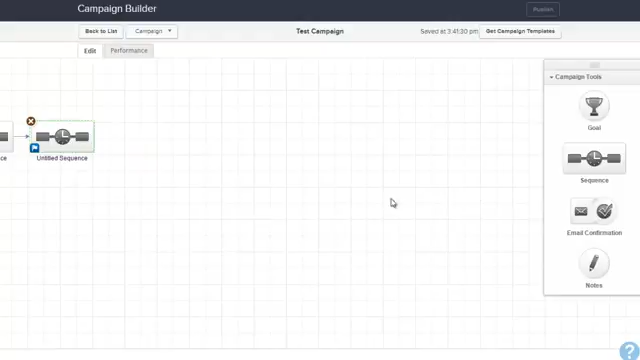 Campaign Builder
Publish
Back to List
Campaign
Test Campaign
Saved at 3:41:30 PM
Get Campaign Templates
Edit
Performance
Campaign Tools
Goal
Sequence
Email Confirmation
Notes
ce
Untitled Sequence
?